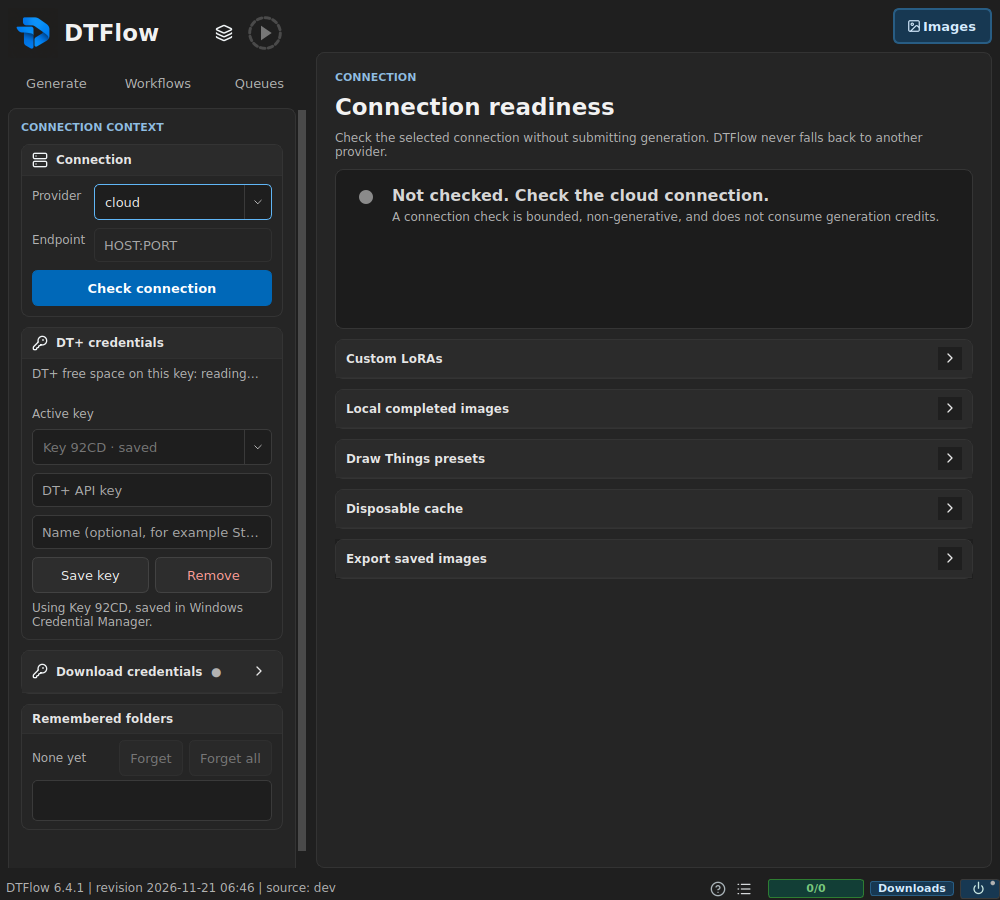 DTFlow
Images
Generate
Workflows
Queues
CONNECTION CONTEXT
Connection
Provider
cloud
Endpoint
HOST:PORT
Check connection
DT+ credentials
DT+ free space on this key: reading...
Active key
Key 92CD · saved
DT+ API key
Name (optional, for example St...
Save key
Remove
Using Key 92CD, saved in Windows
Credential Manager.
Download credentials
Remembered folders
None yet
Forget
Forget all
CONNECTION
Connection readiness
Check the selected connection without submitting generation. DTFlow never falls back to another
provider.
Not checked. Check the cloud connection.
A connection check is bounded, non-generative, and does not consume generation credits.
Custom LoRAs
Local completed images
Draw Things presets
Disposable cache
Export saved images
DTFlow 6.4.1 | revision 2026-11-21 06:46 | source: dev
0/0
Downloads